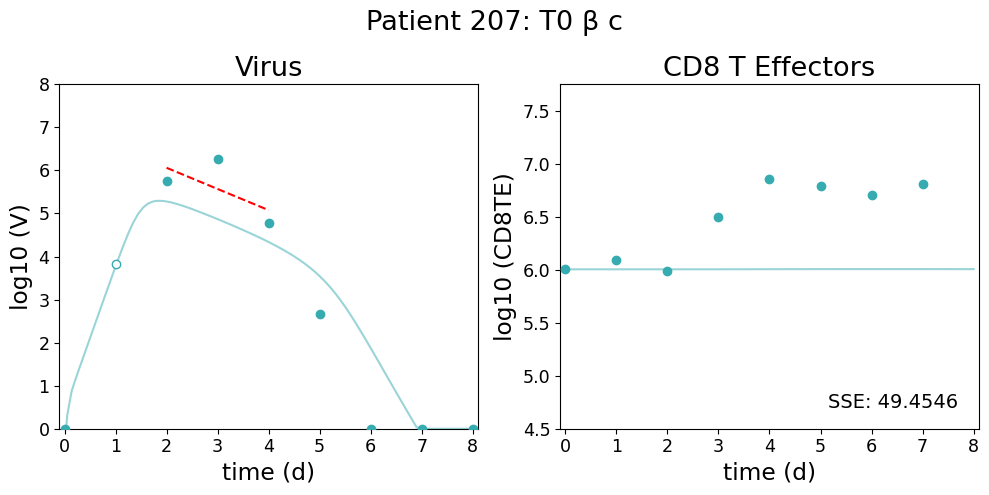 Patient 207: T0 β c
Virus
CD8 T Effectors
log10 (V)
8
7
6
5
4
3
2
1
0
0 1 2 3 4 5 6 7 8
time (d)
log10 (CD8TE)
7.5
7.0
6.5
6.0
5.5
5.0
4.5
SSE: 49.4546
0 1 2 3 4 5 6 7 8
time (d)